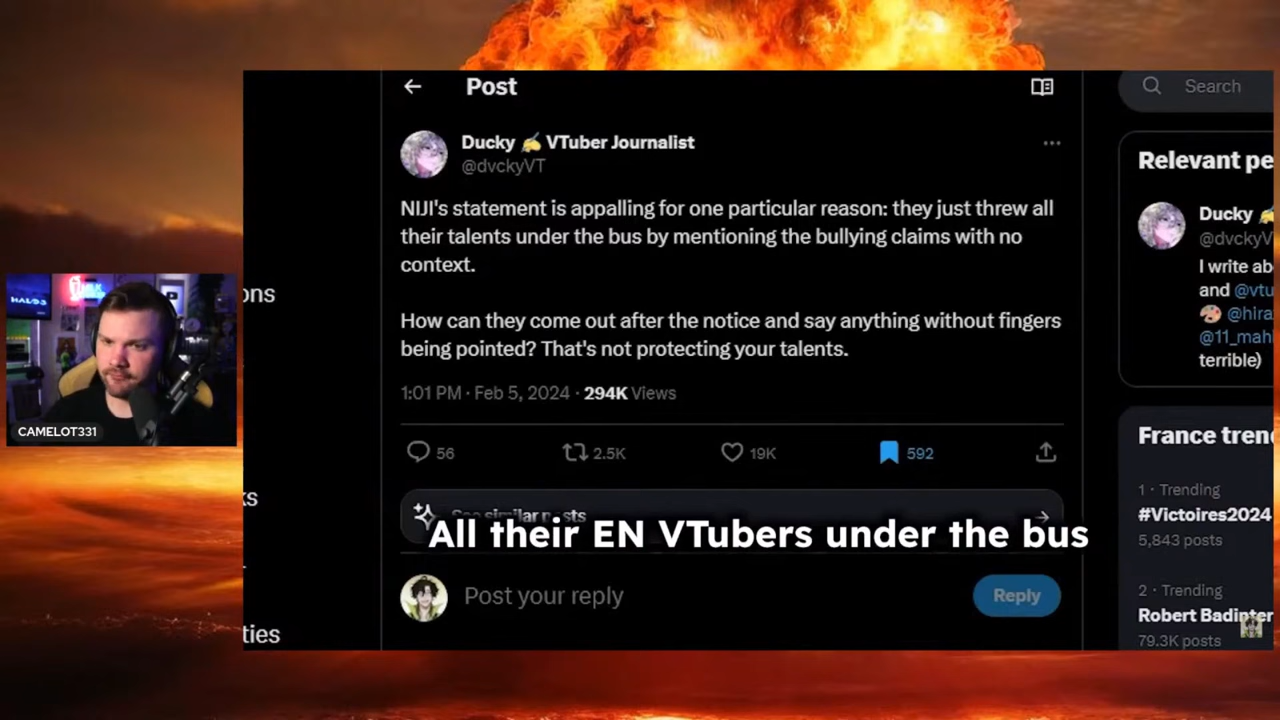 Post
Search
Ducky ✍️ VTuber Journalist
@dvckyVT
NIJI's statement is appalling for one particular reason: they just threw all
their talents under the bus by mentioning the bullying claims with no
context.
How can they come out after the notice and say anything without fingers
being pointed? That's not protecting your talents.
1:01 PM · Feb 5, 2024 · 294K Views
56
2.5K
19K
592
See similar posts
All their EN VTubers under the bus
Post your reply
Reply
Relevant pe
Ducky
@dvckyV
I write ab
and @vtu
@hira
@11_mah
terrible)
France tren
1 · Trending
#Victoires2024
5,843 posts
2 · Trending
Robert Badinter
79.3K posts
ons
ks
ties
HALO 3
CAMELOT331